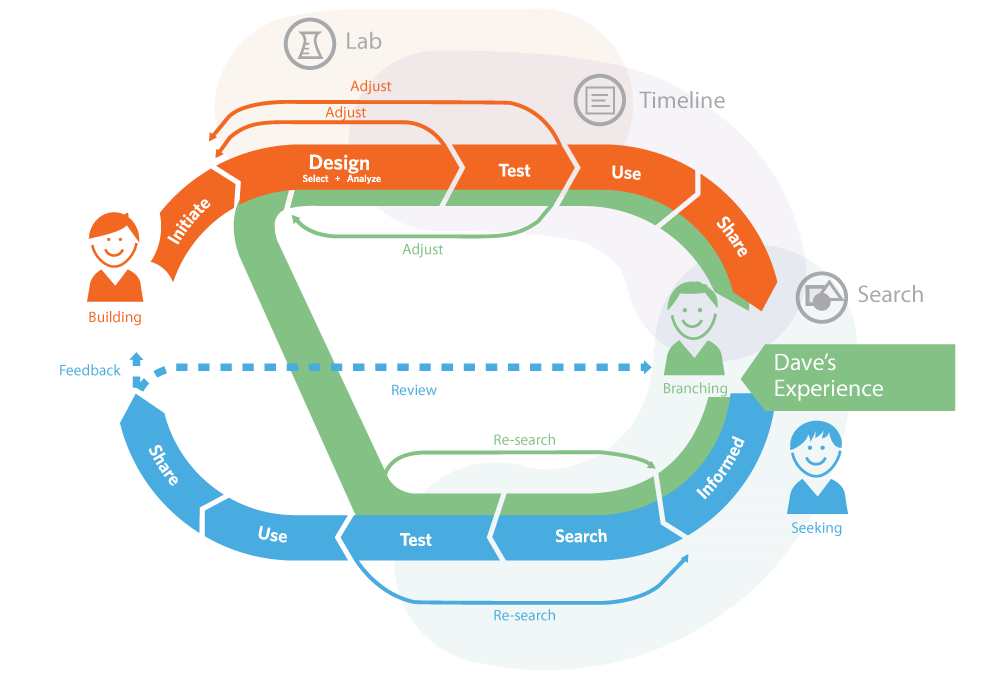 Lab
Adjust
Timeline
Adjust
Design
Select + Analyze
Test
Use
Initiate
Share
Adjust
Search
Building
Feedback
Review
Branching
Dave's
Experience
Re-search
Share
Informed
Use
Test
Search
Seeking
Re-search